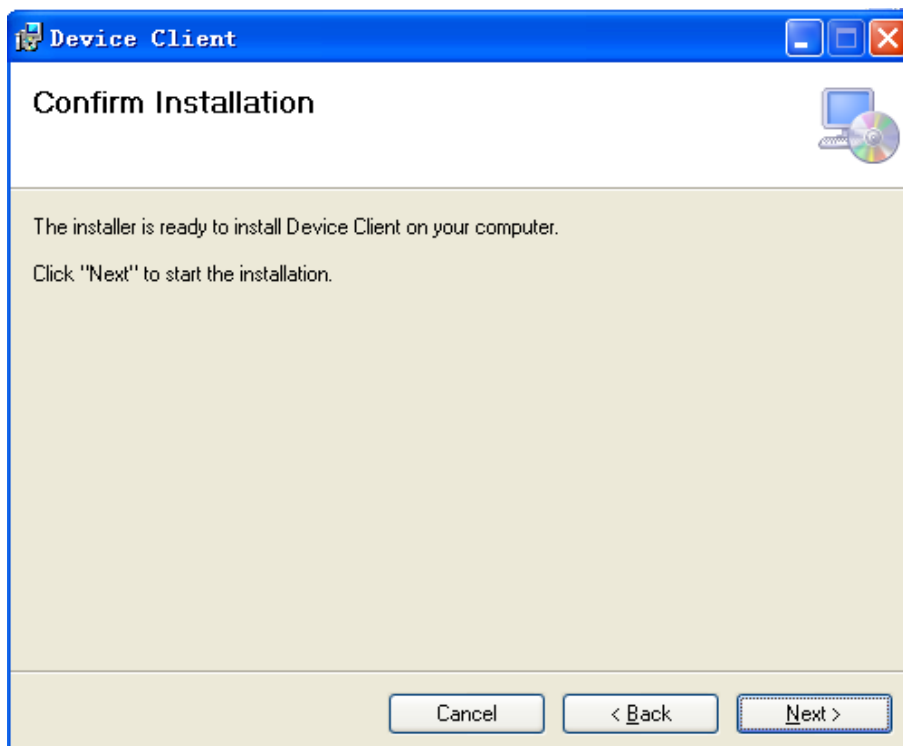 Device Client
Confirm Installation
The installer is ready to install Device Client on your computer.
Click "Next" to start the installation.
Cancel
< Back
Next >